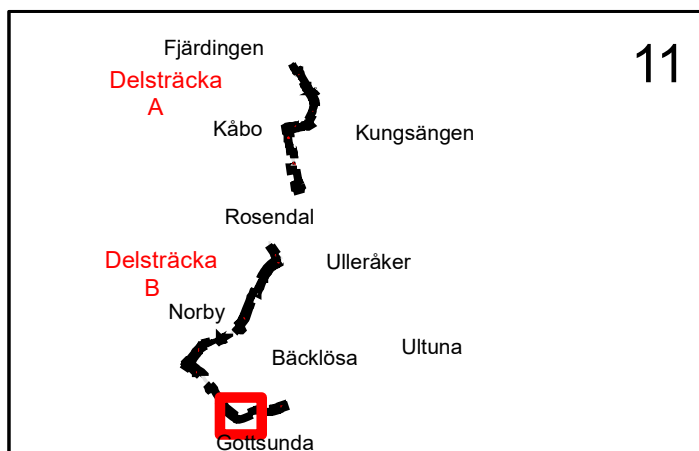 Fjärdingen
11
Delsträcka
A
Kåbo
Kungsängen
Rosendal
Delsträcka
B
Ulleråker
Norby
Ultuna
Bäcklösa
Gottsunda